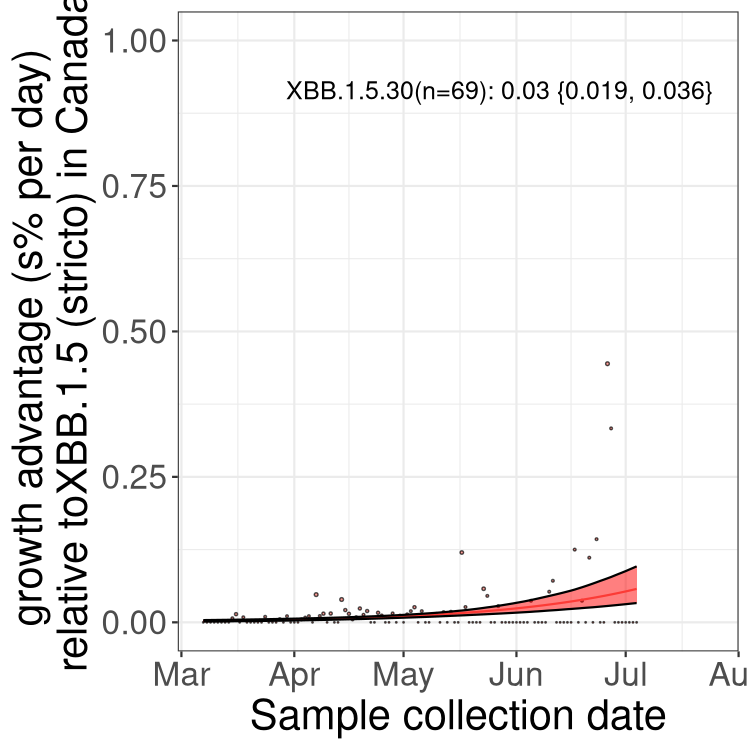 growth advantage (s% per day)
relative toXBB.1.5 (stricto) in Canada
1.00
0.75
0.50
0.25
0.00
XBB.1.5.30(n=69): 0.03 {0.019, 0.036}
Mar Apr May Jun Jul Au
Sample collection date